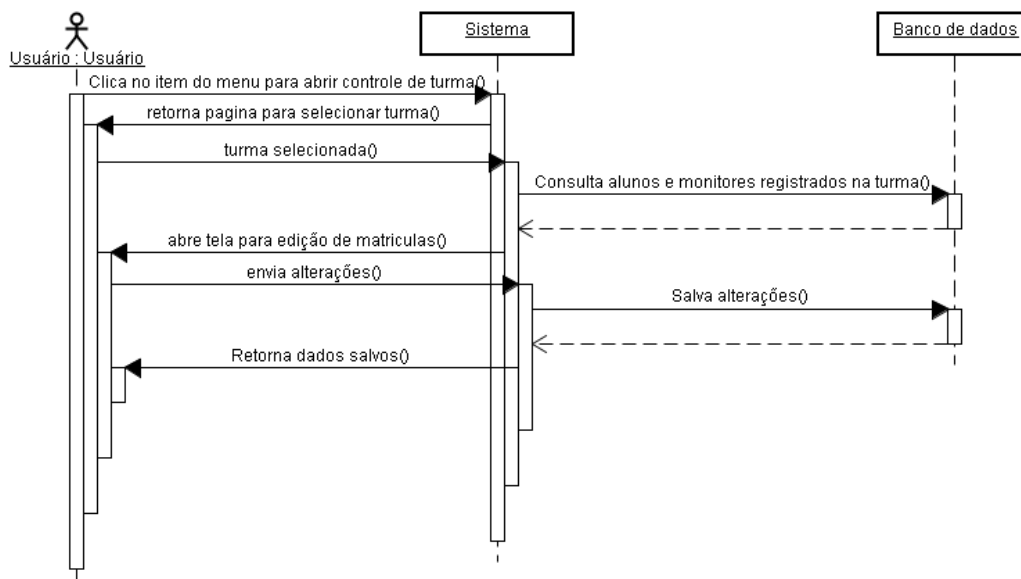 Sistema
Banco de dados
Usuário : Usuário
Clica no item do menu para abrir controle de turma()
retorna pagina para selecionar turma()
turma selecionada()
Consulta alunos e monitores registrados na turma()
abre tela para edição de matriculas()
envia alterações()
Salva alterações()
Retorna dados salvos()